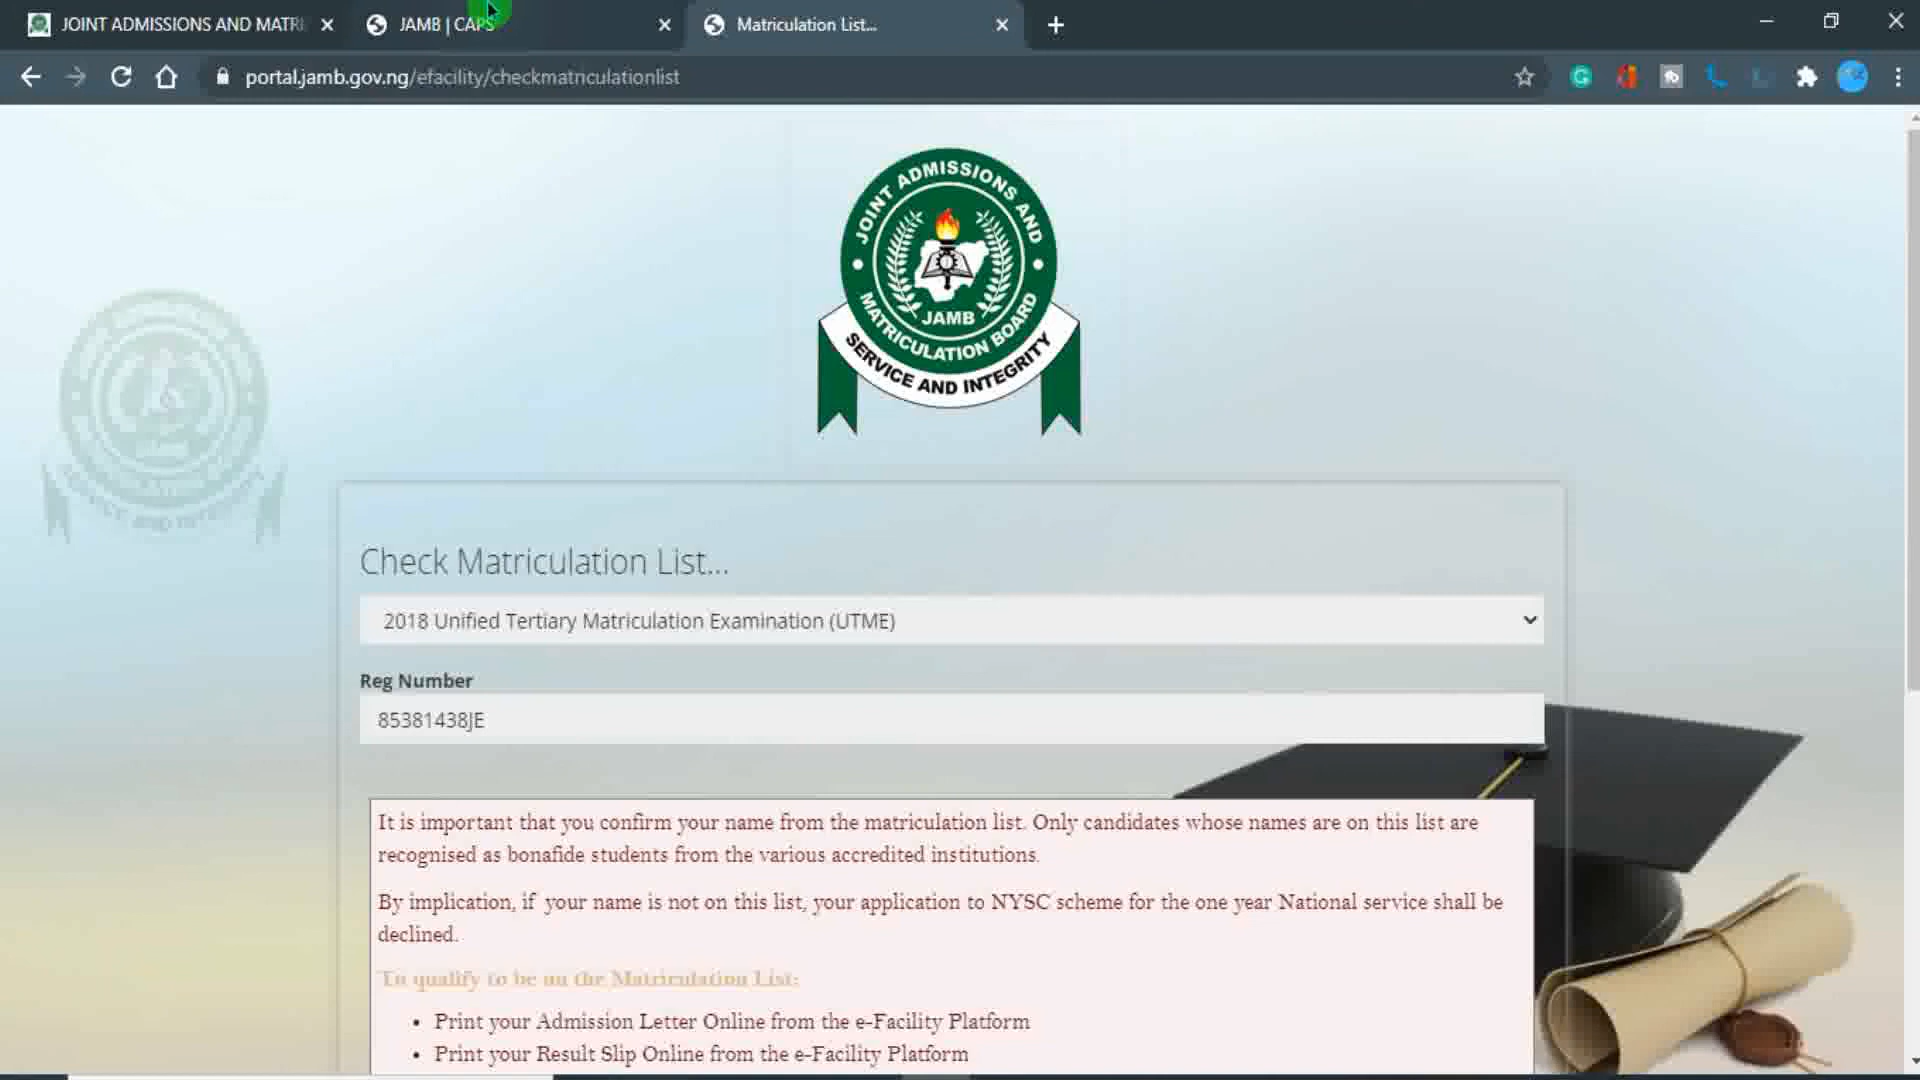 JOINT ADMISSIONS AND MATRI
JAMB | CAPS
Matriculation List...
portal.jamb.gov.ng/efacility/checkmatriculationlist
JOINT ADMISSIONS AND
MATRICULATION BOARD
JAMB
SERVICE AND INTEGRITY
Check Matriculation List...
2018 Unified Tertiary Matriculation Examination (UTME)
Reg Number
85381438JE
It is important that you confirm your name from the matriculation list. Only candidates whose names are on this list are
recognised as bonafide students from the various accredited institutions.
By implication, if your name is not on this list, your application to NYSC scheme for the one year National service shall be
declined.
To qualify to be on the Matriculation List:
• Print your Admission Letter Online from the e-Facility Platform
• Print your Result Slip Online from the e-Facility Platform